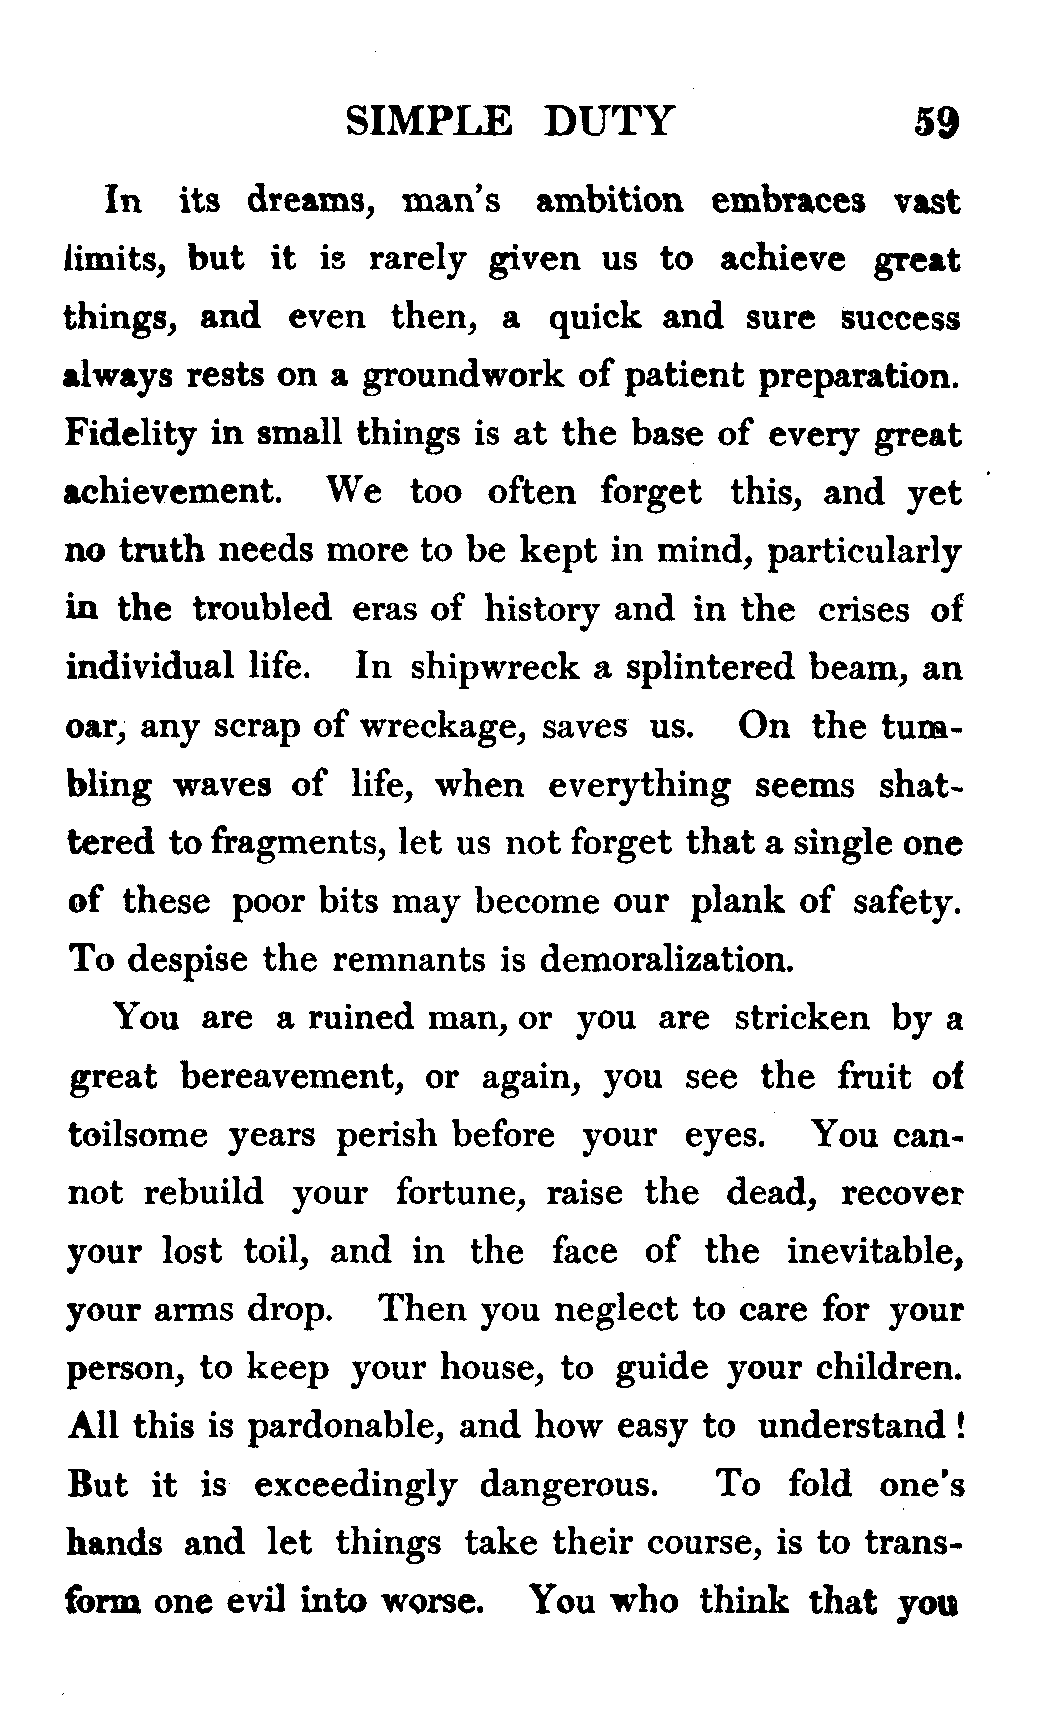 SIMPLE DUTY 59
In its dreams, man's ambition embraces vast
limits, but it is rarely given us to achieve great
things, and even then, a quick and sure success
always rests on a groundwork of patient preparation.
Fidelity in small things is at the base of every great
achievement. We too often forget this, and yet
no truth needs more to be kept in mind, particularly
in the troubled eras of history and in the crises of
individual life. In shipwreck a splintered beam, an
oar, any scrap of wreckage, saves us. On the tum-
bling waves of life, when everything seems shat-
tered to fragments, let us not forget that a single one
of these poor bits may become our plank of safety.
To despise the remnants is demoralization.
You are a ruined man, or you are stricken by a
great bereavement, or again, you see the fruit of
toilsome years perish before your eyes. You can-
not rebuild your fortune, raise the dead, recover
your lost toil, and in the face of the inevitable,
your arms drop. Then you neglect to care for your
person, to keep your house, to guide your children.
All this is pardonable, and how easy to understand !
But it is exceedingly dangerous. To fold one's
hands and let things take their course, is to trans-
form one evil into worse. You who think that you